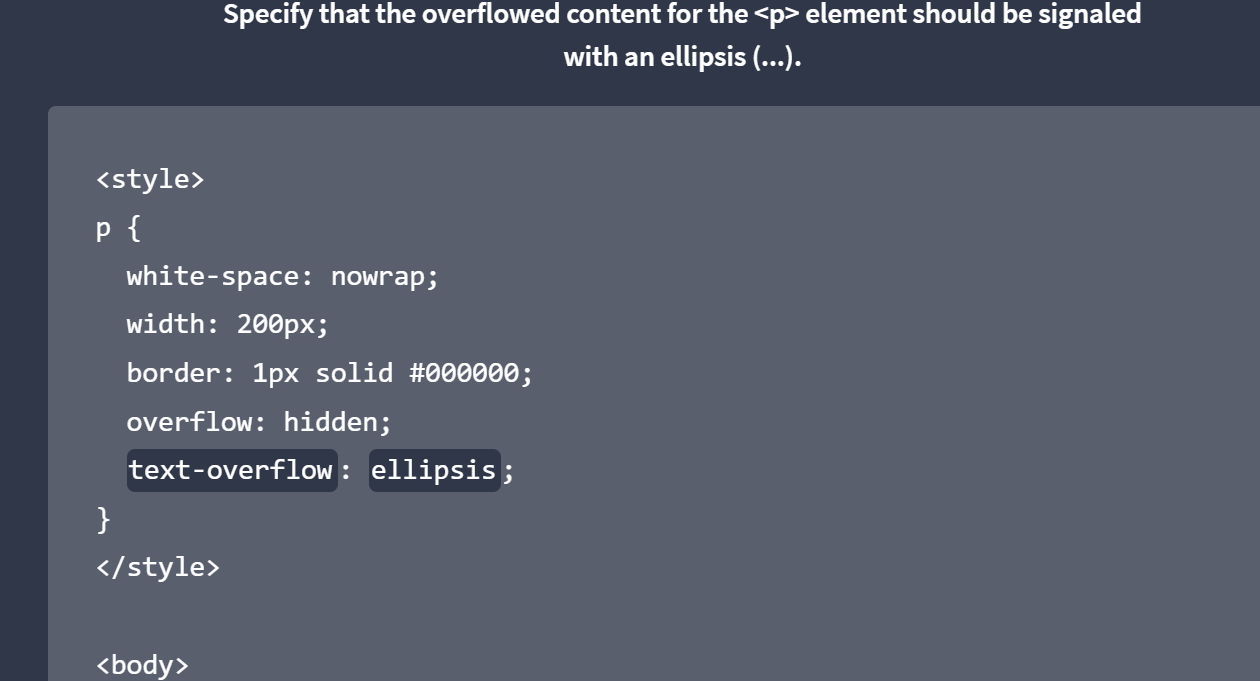 Specify that the overflowed content for the <p> element should be signaled
with an ellipsis (...).
<style>
p {
  white-space: nowrap;
  width: 200px;
  border: 1px solid #000000;
  overflow: hidden;
  text-overflow: ellipsis;
}
</style>
<body>